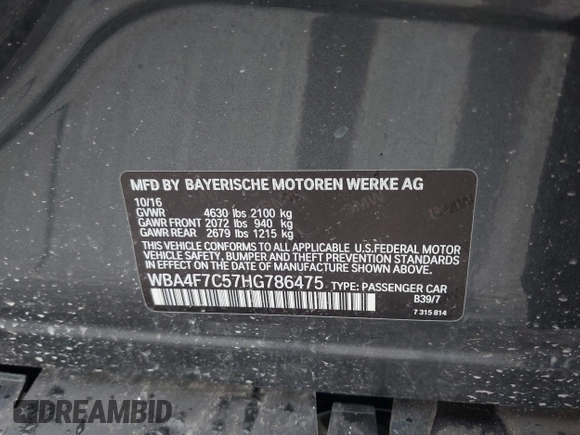 MFD BY BAYERISCHE MOTOREN WERKE AG
10/16
GVWR 4630 lbs 2100 kg
GAWR FRONT 2072 lbs 940 kg
GAWR REAR 2679 lbs 1215 kg
THIS VEHICLE CONFORMS TO ALL APPLICABLE U.S.FEDERAL MOTOR
VEHICLE SAFETY, BUMPER AND THEFT PREVENTION STANDARDS
IN EFFECT ON THE DATE OF MANUFACTURE SHOWN ABOVE.
WBA4F7C57HG786475 TYPE: PASSENGER CAR
B39/7
7 315 814
DREAMBID